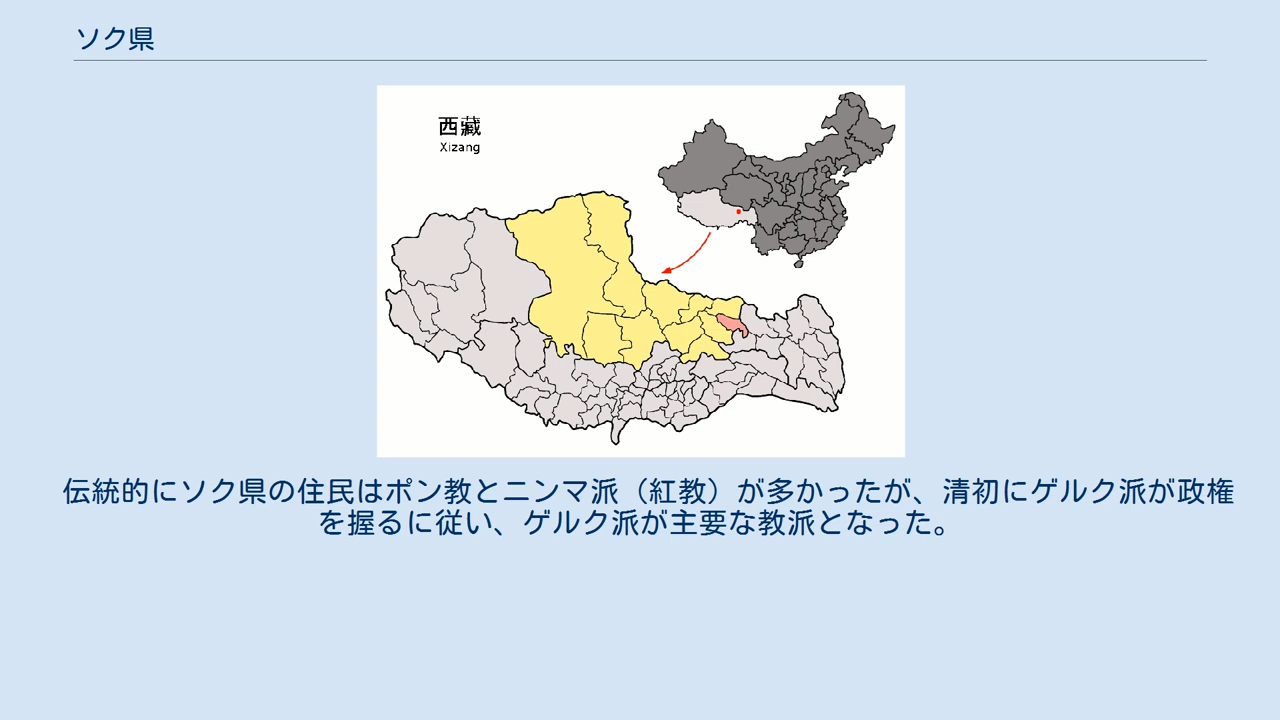 ソク県
西藏
Xizang
伝統的にソク県の住民はポン教とニンマ派（紅教）が多かったが、清初にゲルク派が政権
を握るに従い、ゲルク派が主要な教派となった。